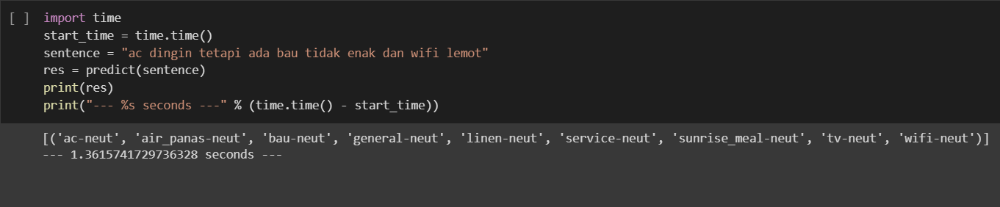 [ ] import time
start_time = time.time()
sentence = "ac dingin tetapi ada bau tidak enak dan wifi lemot"
res = predict(sentence)
print(res)
print("--- %s seconds ---" % (time.time() - start_time))
[('ac-neut', 'air_panas-neut', 'bau-neut', 'general-neut', 'linen-neut', 'service-neut', 'sunrise_meal-neut', 'tv-neut', 'wifi-neut')]
--- 1.3615741729736328 seconds ---